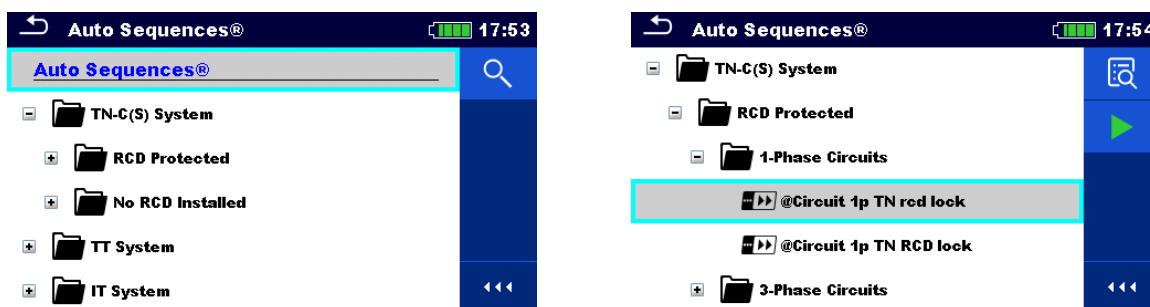 Auto Sequences® 17:53
Auto Sequences®
TN-C(S) System
RCD Protected
No RCD Installed
TT System
IT System
Auto Sequences® 17:54
TN-C(S) System
RCD Protected
1-Phase Circuits
@Circuit 1p TN rcd lock
@Circuit 1p TN RCD lock
3-Phase Circuits